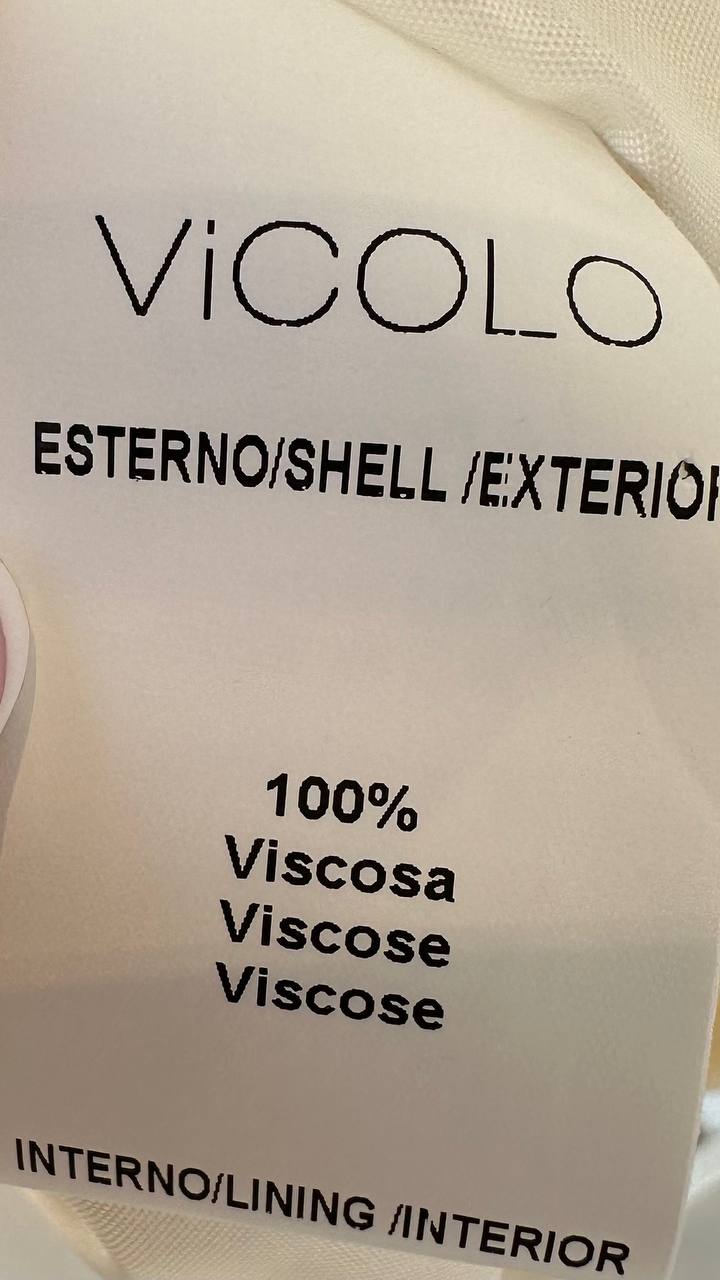 ViCOLO
ESTERNO/SHELL /EXTERIOR
100%
Viscosa
Viscose
Viscose
INTERNO/LINING /INTERIOR